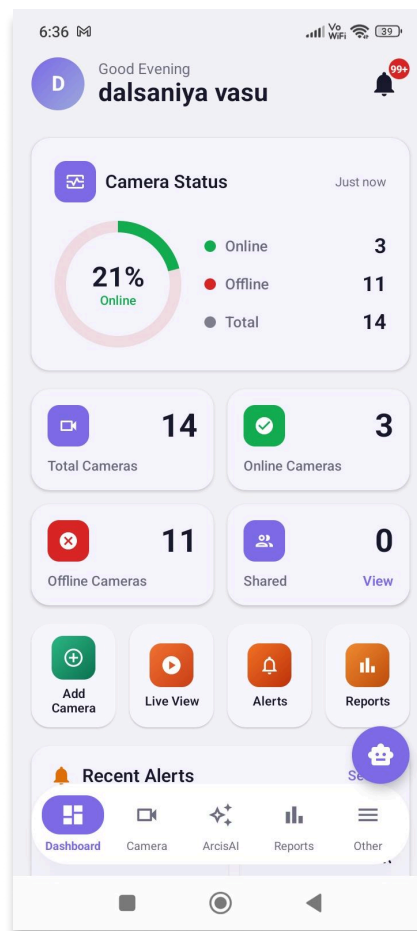 6:36
Vo
WiFi
39
Good Evening
D
dalsaniya vasu
99+
Camera Status
Just now
21%
Online
Online 3
Offline 11
Total 14
14
Total Cameras
3
Online Cameras
11
Offline Cameras
0
Shared
View
Add
Camera
Live View
Alerts
Reports
Recent Alerts
Dashboard
Camera
ArcisAI
Reports
Other